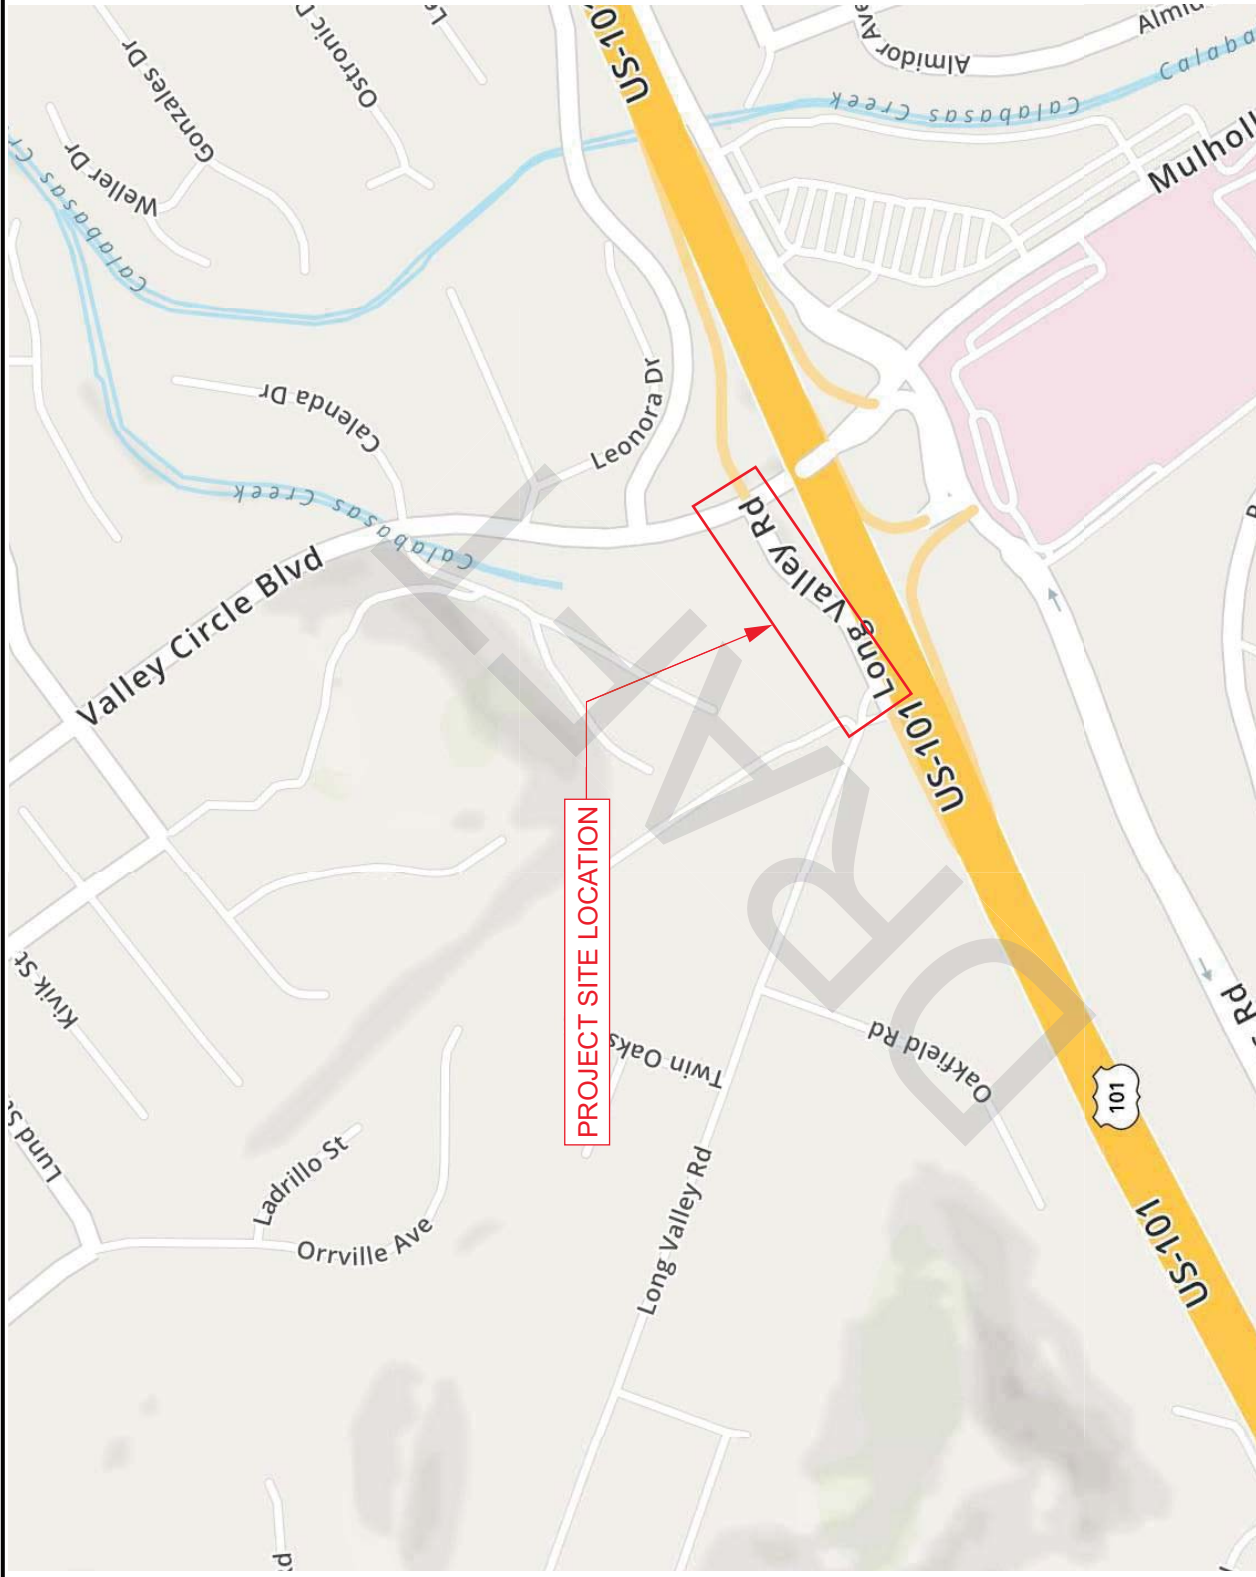 US-101
Gonzales Dr
Ostronic D
Almidor Ave
Almidor
Calabasas Creek
Weller Dr
Calabasas Cr
Mulholl
Calenda Dr
Leonora Dr
Calabasas Creek
Valley Circle Blvd
Long Valley Rd
US-101
PROJECT SITE LOCATION
DRAFT
Kivik St
Twin Oaks
Oakfield Rd
Rd
101
Lund S
Ladrillo St
Orrville Ave
Long Valley Rd
US-101